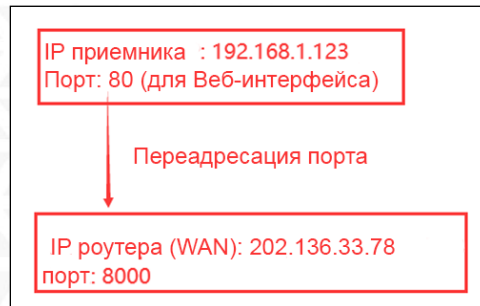 IP приемника : 192.168.1.123
Порт: 80 (для Веб-интерфейса)
Переадресация порта
IP роутера (WAN): 202.136.33.78
порт: 8000